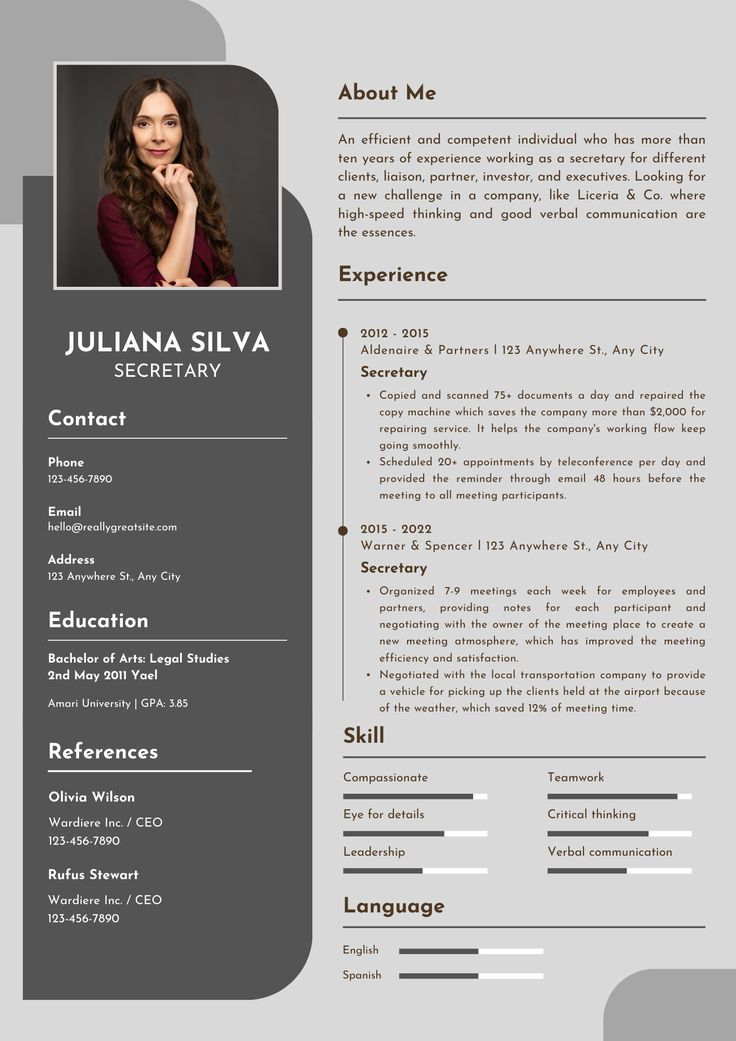 JULIANA SILVA
SECRETARY
Contact
Phone
123-456-7890
Email
hello@reallygreatsite.com
Address
123 Anywhere St., Any City
Education
Bachelor of Arts: Legal Studies
2nd May 2011 Yael
Amari University | GPA: 3.85
References
Olivia Wilson
Wardiere Inc. / CEO
123-456-7890
Rufus Stewart
Wardiere Inc. / CEO
123-456-7890
About Me
An efficient and competent individual who has more than
ten years of experience working as a secretary for different
clients, liaison, partner, investor, and executives. Looking for
a new challenge in a company, like Liceria & Co. where
high-speed thinking and good verbal communication are
the essences.
Experience
2012 - 2015
Aldenaire & Partners | 123 Anywhere St., Any City
Secretary
• Copied and scanned 75+ documents a day and repaired the
copy machine which saves the company more than $2,000 for
repairing service. It helps the company's working flow keep
going smoothly.
• Scheduled 20+ appointments by teleconference per day and
provided the reminder through email 48 hours before the
meeting to all meeting participants.
2015 - 2022
Warner & Spencer | 123 Anywhere St., Any City
Secretary
• Organized 7-9 meetings each week for employees and
partners, providing notes for each participant and
negotiating with the owner of the meeting place to create a
new meeting atmosphere, which has improved the meeting
efficiency and satisfaction.
• Negotiated with the local transportation company to provide
a vehicle for picking up the clients held at the airport because
of the weather, which saved 12% of meeting time.
Skill
Compassionate
Teamwork
Eye for details
Critical thinking
Leadership
Verbal communication
Language
English
Spanish